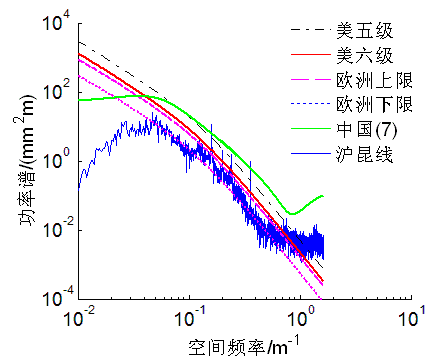 10^4
10^2
10^0
10^-2
10^-4
功率谱/(mm^2m)
美五级
美六级
欧洲上限
欧洲下限
中国(7)
沪昆线
10^-2
10^-1
10^0
10^1
空间频率/m^-1